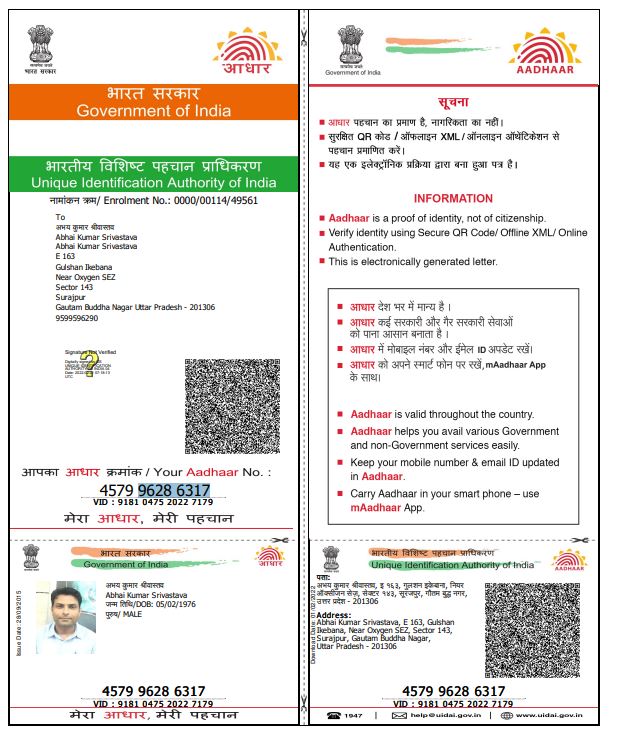 भारत सरकार
आधार
भारत सरकार
Government of India
भारतीय विशिष्ट पहचान प्राधिकरण
Unique Identification Authority of India
नामांकन क्रम/ Enrolment No.: 0000/00114/49561
To
अभय कुमार श्रीवास्तव
Abhai Kumar Srivastava
Abhai Kumar Srivastava
E 163
Gulshan Ikebana
Near Oxygen SEZ
Sector 143
Surajpur
Gautam Buddha Nagar Uttar Pradesh - 201306
9599596290
Signature Not Verified
आपका आधार क्रमांक / Your Aadhaar No. :
4579 9628 6317
VID : 9181 0475 2022 7179
मेरा आधार, मेरी पहचान
Government of India
AADHAAR
सूचना
आधार पहचान का प्रमाण है, नागरिकता का नहीं।
सुरक्षित QR कोड / ऑफलाइन XML / ऑनलाइन ऑथेंटिकेशन से
पहचान प्रमाणित करें।
यह एक इलेक्ट्रॉनिक प्रक्रिया द्वारा बना हुआ पत्र है।
INFORMATION
Aadhaar is a proof of identity, not of citizenship.
Verify identity using Secure QR Code/ Offline XML/ Online
Authentication.
This is electronically generated letter.
आधार देश भर में मान्य है ।
आधार कई सरकारी और गैर सरकारी सेवाओं
को पाना आसान बनाता है ।
आधार में मोबाइल नंबर और ईमेल ID अपडेट रखें।
आधार को अपने स्मार्ट फोन पर रखें, mAadhaar App
के साथ।
Aadhaar is valid throughout the country.
Aadhaar helps you avail various Government
and non-Government services easily.
Keep your mobile number & email ID updated
in Aadhaar.
Carry Aadhaar in your smart phone – use
mAadhaar App.
भारत सरकार
Government of India
आधार
Issue Date: 28/09/2015
अभय कुमार श्रीवास्तव
Abhai Kumar Srivastava
जन्म तिथि/DOB: 05/02/1976
पुरुष/ MALE
4579 9628 6317
VID : 9181 0475 2022 7179
मेरा आधार, मेरी पहचान
भारतीय विशिष्ट पहचान प्राधिकरण
Unique Identification Authority of India
AADHAAR
Download Date: 01/02/2022
पता:
अभय कुमार श्रीवास्तव, इ १६३, गुलशन इकेबाना, नियर
ऑक्सीजन सेज़, सेक्टर १४३, सूरजपुर, गौतम बुद्ध नगर,
उत्तर प्रदेश - 201306
Address:
Abhai Kumar Srivastava, E 163, Gulshan
Ikebana, Near Oxygen SEZ, Sector 143,
Surajpur, Gautam Buddha Nagar,
Uttar Pradesh - 201306
4579 9628 6317
VID : 9181 0475 2022 7179
1947 | help@uidai.gov.in | www.uidai.gov.in